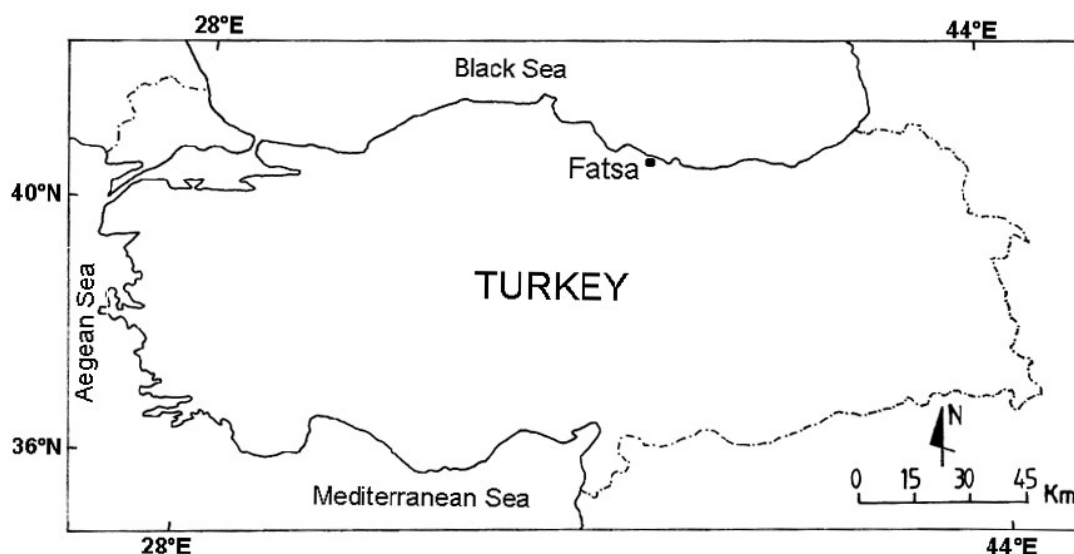 28°E
44°E
Black Sea
Fatsa
40°N
TURKEY
Aegean Sea
N
36°N
0 15 30 45
Km
Mediterranean Sea
28°E
44°E